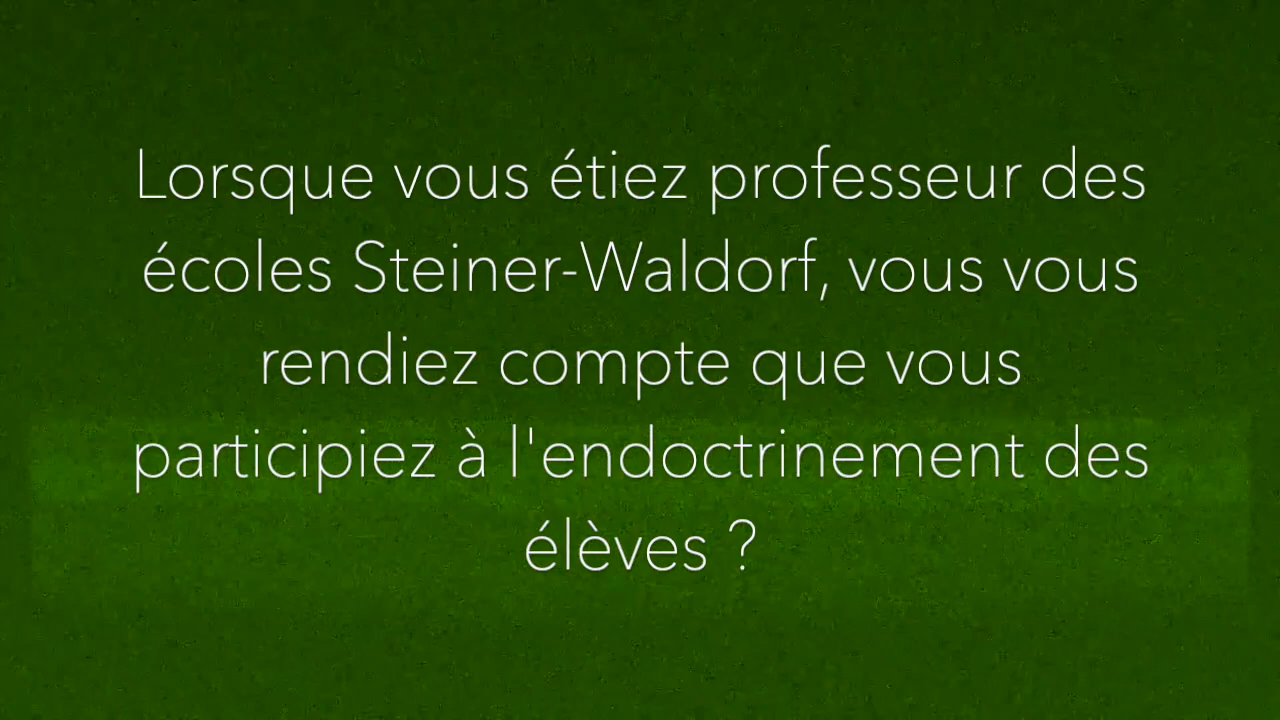 Lorsque vous étiez professeur des
écoles Steiner-Waldorf, vous vous
rendiez compte que vous
participiez à l'endoctrinement des
élèves ?